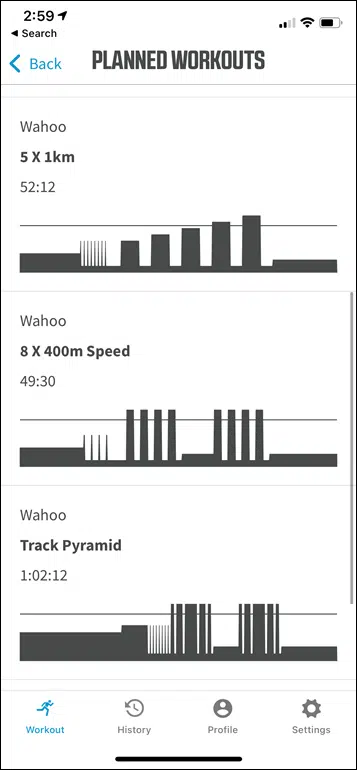 2:59
Search
Back
PLANNED WORKOUTS
Wahoo
5 X 1km
52:12
Wahoo
8 X 400m Speed
49:30
Wahoo
Track Pyramid
1:02:12
Workout
History
Profile
Settings